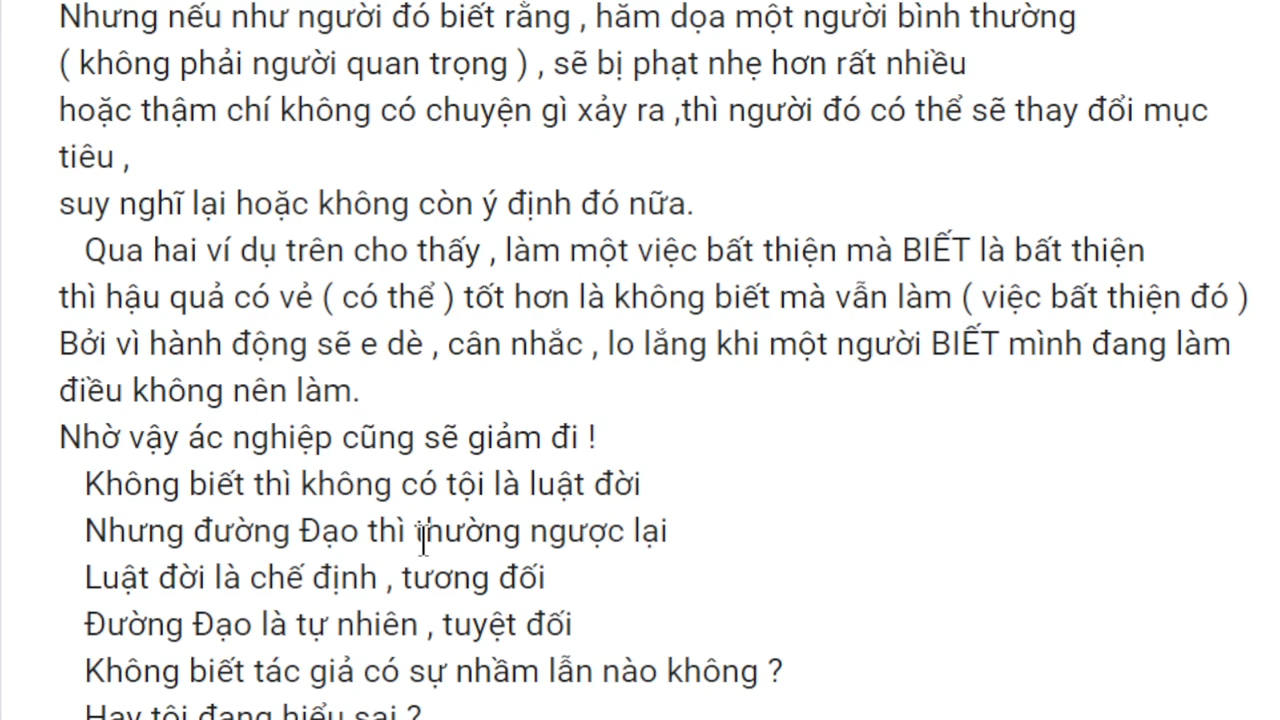 Nhưng nếu như người đó biết rằng , hăm dọa một người bình thường
( không phải người quan trọng ) , sẽ bị phạt nhẹ hơn rất nhiều
hoặc thậm chí không có chuyện gì xảy ra ,thì người đó có thể sẽ thay đổi mục
tiêu ,
suy nghĩ lại hoặc không còn ý định đó nữa.
Qua hai ví dụ trên cho thấy , làm một việc bất thiện mà BIẾT là bất thiện
thì hậu quả có vẻ ( có thể ) tốt hơn là không biết mà vẫn làm ( việc bất thiện đó )
Bởi vì hành động sẽ e dè , cân nhắc , lo lắng khi một người BIẾT mình đang làm
điều không nên làm.
Nhờ vậy ác nghiệp cũng sẽ giảm đi !
Không biết thì không có tội là luật đời
Nhưng đường Đạo thì thường ngược lại
Luật đời là chế định , tương đối
Đường Đạo là tự nhiên , tuyệt đối
Không biết tác giả có sự nhầm lẫn nào không ?
Hay tôi đang hiểu sai ?